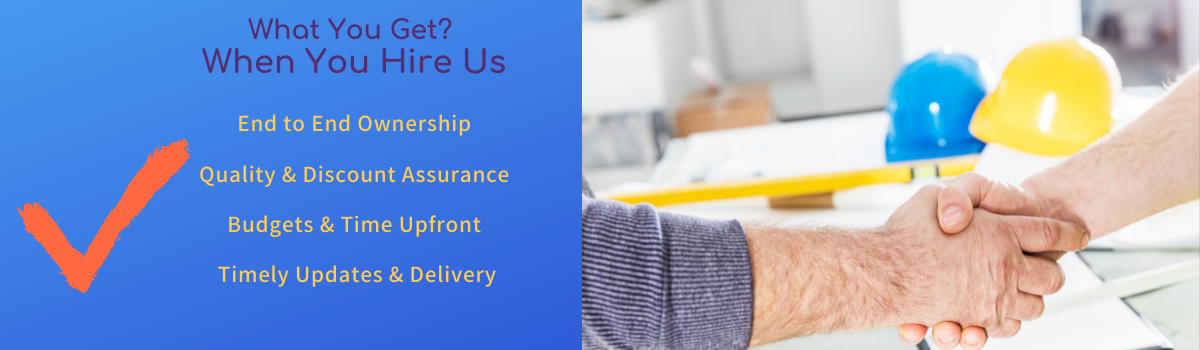 What You Get?
When You Hire Us
End to End Ownership
Quality & Discount Assurance
Budgets & Time Upfront
Timely Updates & Delivery